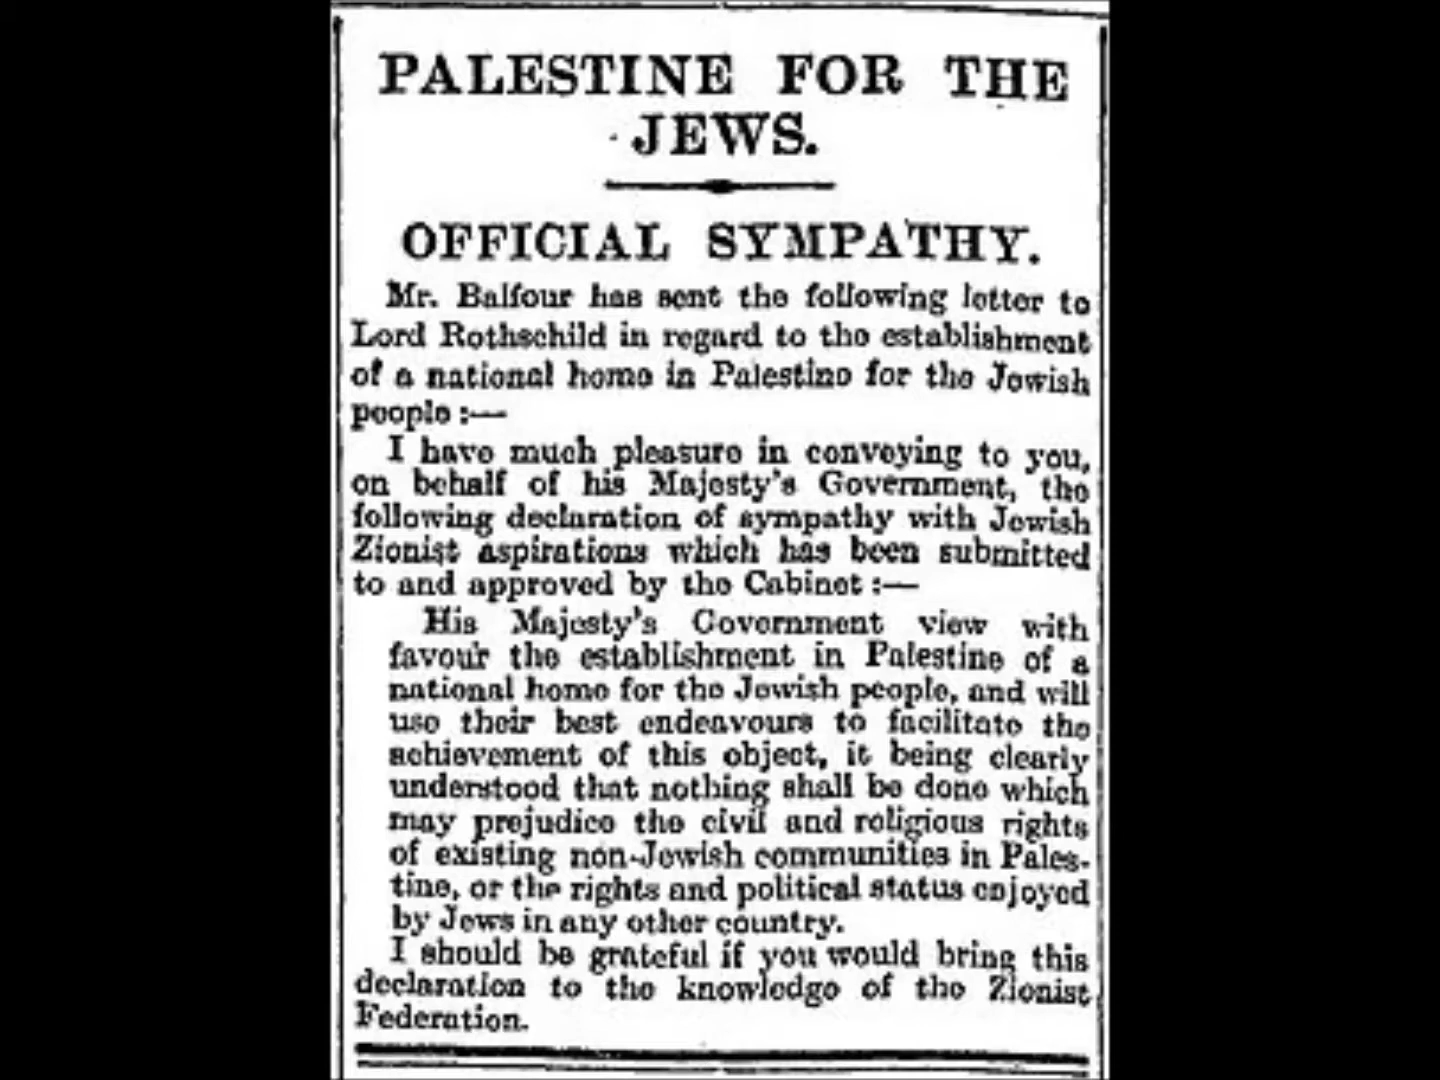 PALESTINE FOR THE
JEWS.
OFFICIAL SYMPATHY.
Mr. Balfour has sent the following letter to
Lord Rothschild in regard to the establishment
of a national home in Palestine for the Jewish
people :—
I have much pleasure in conveying to you,
on behalf of his Majesty's Government, the
following declaration of sympathy with Jewish
Zionist aspirations which has been submitted
to and approved by the Cabinet :—
His Majesty's Government view with
favour the establishment in Palestine of a
national home for the Jewish people, and will
use their best endeavours to facilitate the
achievement of this object, it being clearly
understood that nothing shall be done which
may prejudice the civil and religious rights
of existing non-Jewish communities in Pales-
tine, or the rights and political status enjoyed
by Jews in any other country.
I should be grateful if you would bring this
declaration to the knowledge of the Zionist
Federation.